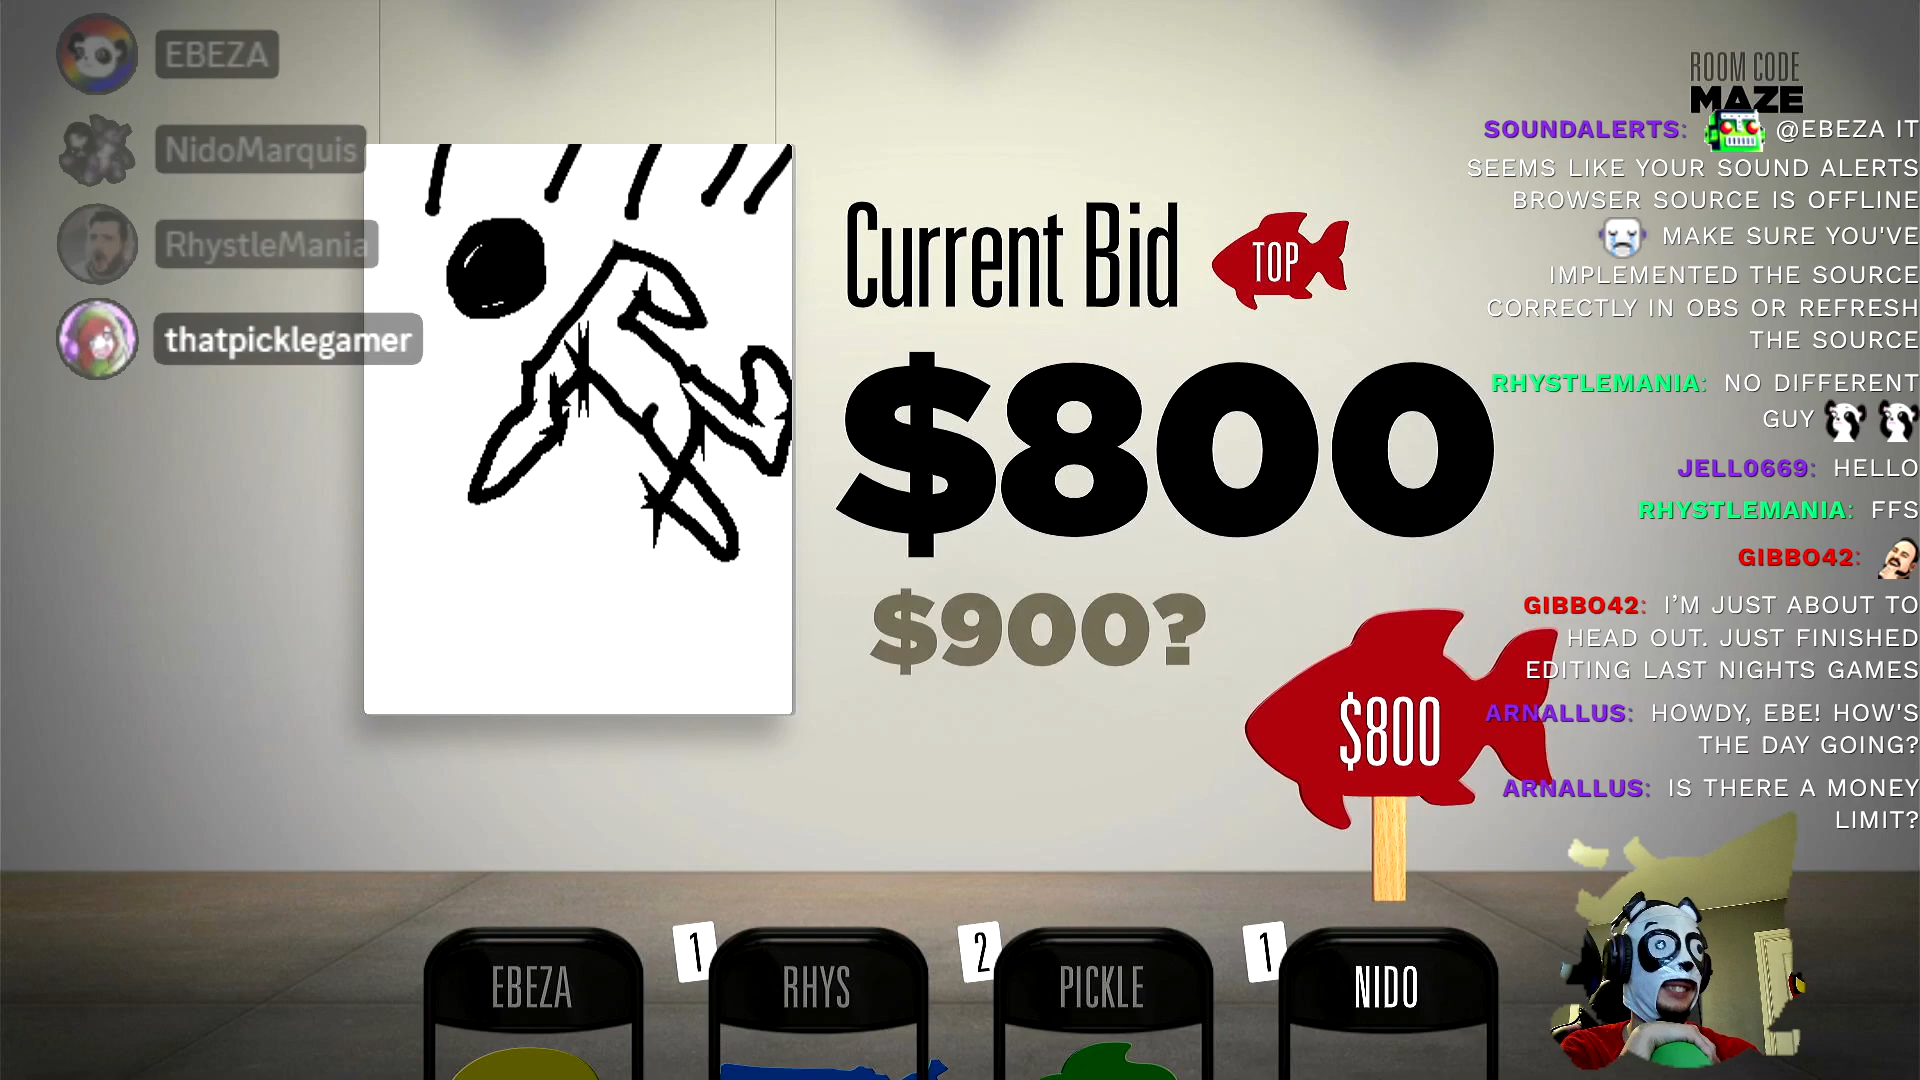 EBEZA
NidoMarquis
RhystleMania
thatpicklegamer
Current Bid
TOP
$800
$900?
$800
ROOM CODE
MAZE
SOUNDALERTS: @EBEZA IT
SEEMS LIKE YOUR SOUND ALERTS
BROWSER SOURCE IS OFFLINE
MAKE SURE YOU'VE
IMPLEMENTED THE SOURCE
CORRECTLY IN OBS OR REFRESH
THE SOURCE
RHYSTLEMANIA: NO DIFFERENT
GUY
JELL0669: HELLO
RHYSTLEMANIA: FFS
GIBBO42:
GIBBO42: I'M JUST ABOUT TO
HEAD OUT. JUST FINISHED
EDITING LAST NIGHTS GAMES
ARNALLUS: HOWDY, EBE! HOW'S
THE DAY GOING?
ARNALLUS: IS THERE A MONEY
LIMIT?
EBEZA
1
RHYS
2
PICKLE
1
NIDO